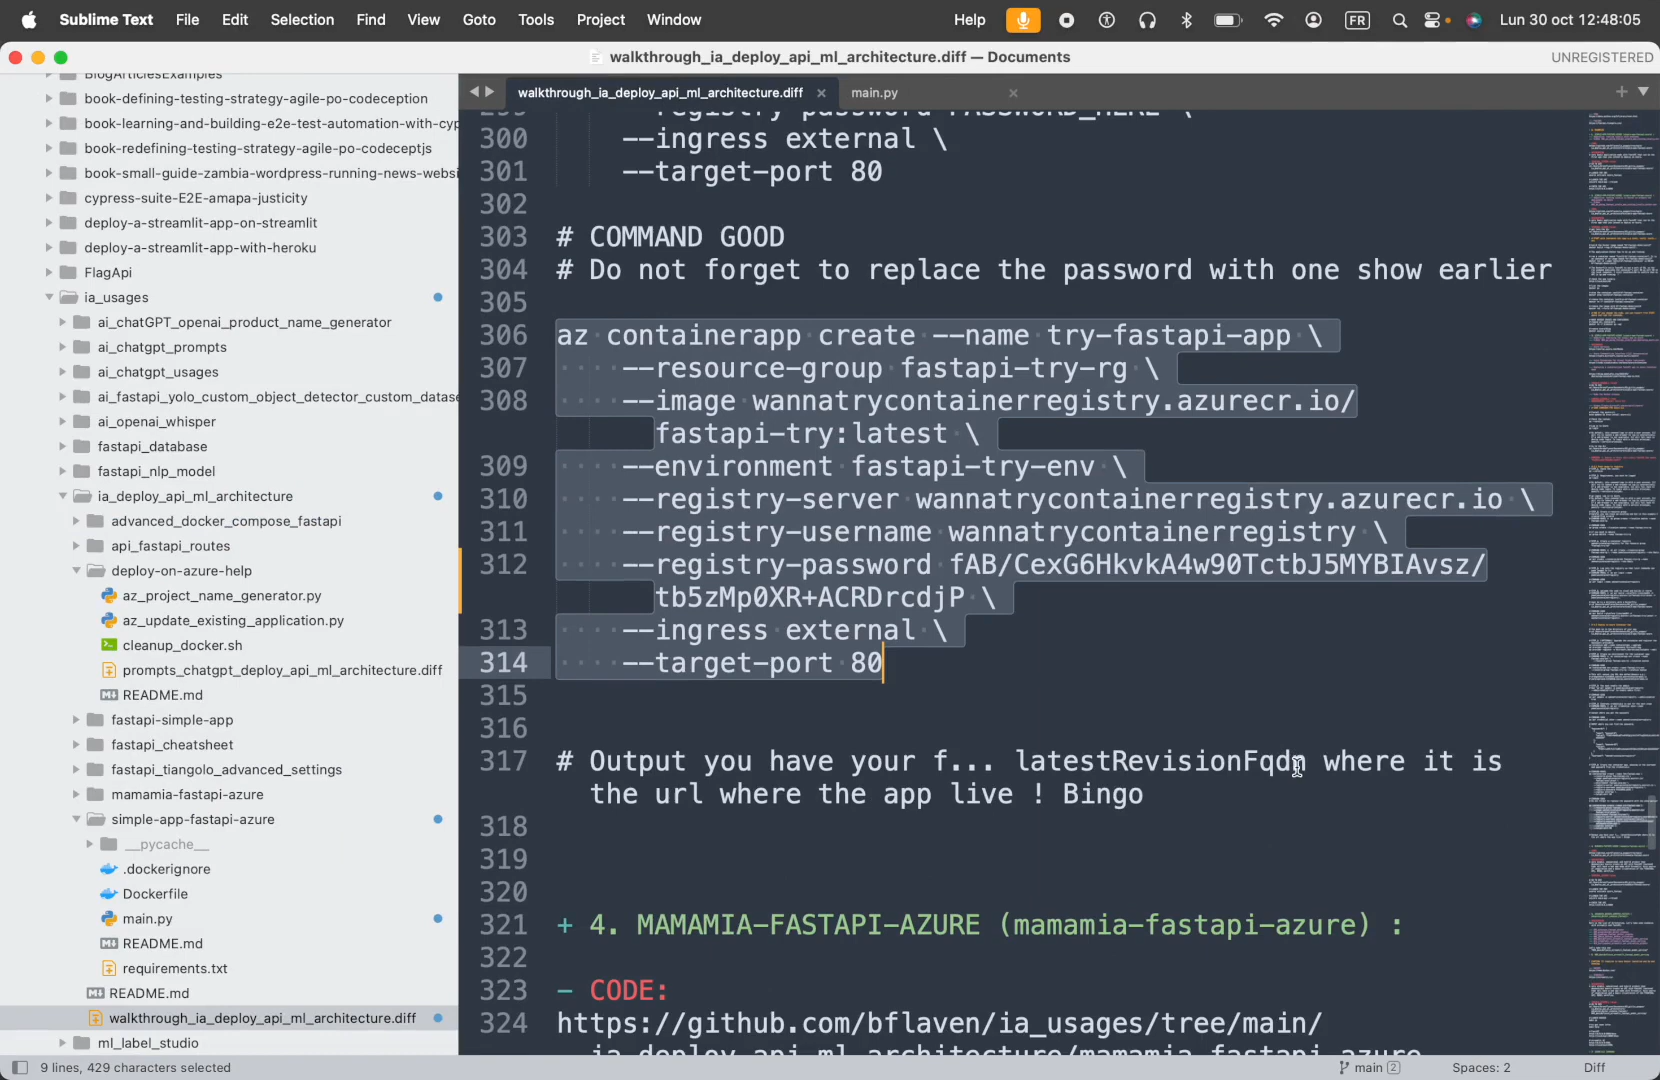 Sublime Text File Edit Selection Find View Goto Tools Project Window Help FR Lun 30 oct 12:48:05
walkthrough_ia_deploy_api_ml_architecture.diff — Documents UNREGISTERED
BlogArticlesExamples
book-defining-testing-strategy-agile-po-codeception
book-learning-and-building-e2e-test-automation-with-cyp
book-redefining-testing-strategy-agile-po-codeceptjs
book-small-guide-zambia-wordpress-running-news-websi
cypress-suite-E2E-amapa-justicity
deploy-a-streamlit-app-on-streamlit
deploy-a-streamlit-app-with-heroku
FlagApi
ia_usages
ai_chatGPT_openai_product_name_generator
ai_chatgpt_prompts
ai_chatgpt_usages
ai_fastapi_yolo_custom_object_detector_custom_datase
ai_openai_whisper
fastapi_database
fastapi_nlp_model
ia_deploy_api_ml_architecture
advanced_docker_compose_fastapi
api_fastapi_routes
deploy-on-azure-help
az_project_name_generator.py
az_update_existing_application.py
cleanup_docker.sh
prompts_chatgpt_deploy_api_ml_architecture.diff
README.md
fastapi-simple-app
fastapi_cheatsheet
fastapi_tiangolo_advanced_settings
mamamia-fastapi-azure
simple-app-fastapi-azure
__pycache__
.dockerignore
Dockerfile
main.py
README.md
requirements.txt
README.md
walkthrough_ia_deploy_api_ml_architecture.diff
ml_label_studio
walkthrough_ia_deploy_api_ml_architecture.diff main.py
299 --registry-password PASSWORD_HERE \
300 --ingress external \
301 --target-port 80
302
303 # COMMAND GOOD
304 # Do not forget to replace the password with one show earlier
305
306 az containerapp create --name try-fastapi-app \
307 --resource-group fastapi-try-rg \
308 --image wannatrycontainerregistry.azurecr.io/
fastapi-try:latest \
309 --environment fastapi-try-env \
310 --registry-server wannatrycontainerregistry.azurecr.io \
311 --registry-username wannatrycontainerregistry \
312 --registry-password fAB/CexG6HkvkA4w90TctbJ5MYBIAvsz/
tb5zMp0XR+ACRDrcdjP \
313 --ingress external \
314 --target-port 80
315
316
317 # Output you have your f... latestRevisionFqdn where it is
the url where the app live ! Bingo
318
319
320
321 + 4. MAMAMIA-FASTAPI-AZURE (mamamia-fastapi-azure) :
322
323 - CODE:
324 https://github.com/bflaven/ia_usages/tree/main/
ia_deploy_api_ml_architecture/mamamia-fastapi-azure
9 lines, 429 characters selected main 2 Spaces: 2 Diff